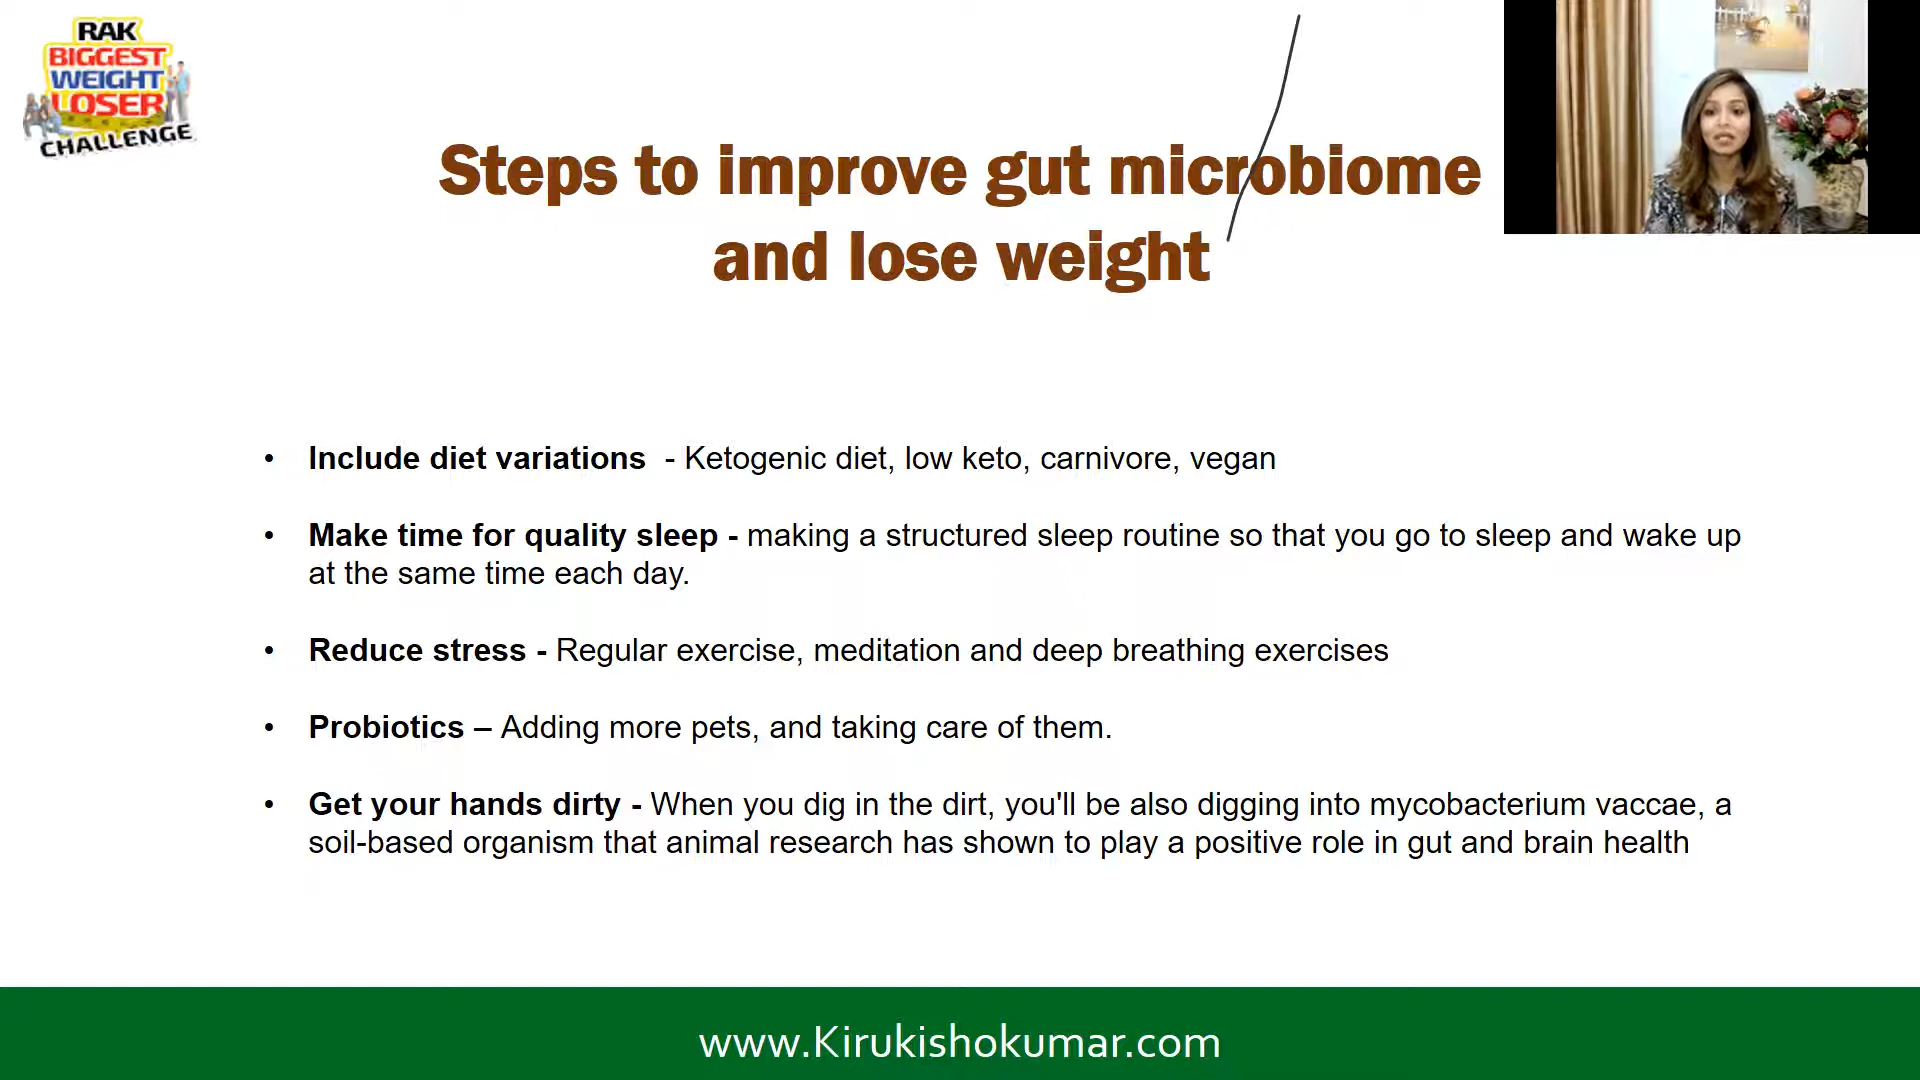 RAK
BIGGEST
WEIGHT
LOSER
CHALLENGE
Steps to improve gut microbiome
and lose weight
• Include diet variations - Ketogenic diet, low keto, carnivore, vegan
• Make time for quality sleep - making a structured sleep routine so that you go to sleep and wake up
at the same time each day.
• Reduce stress - Regular exercise, meditation and deep breathing exercises
• Probiotics – Adding more pets, and taking care of them.
• Get your hands dirty - When you dig in the dirt, you'll be also digging into mycobacterium vaccae, a
soil-based organism that animal research has shown to play a positive role in gut and brain health
www.Kirukishokumar.com